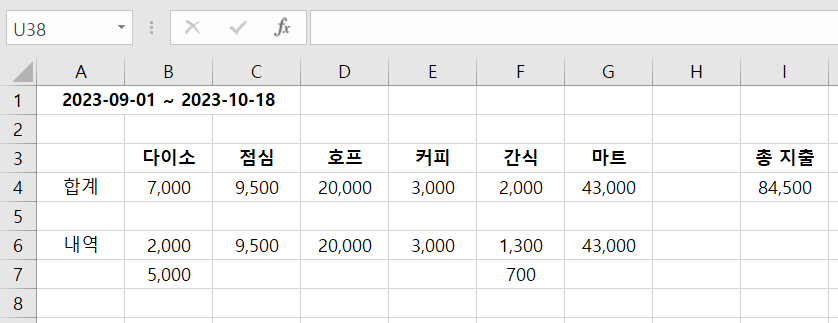 U38 fx
A B C D E F G H I
1 2023-09-01 ~ 2023-10-18
2
3 다이소 점심 호프 커피 간식 마트 총 지출
4 합계 7,000 9,500 20,000 3,000 2,000 43,000 84,500
5
6 내역 2,000 9,500 20,000 3,000 1,300 43,000
7 5,000 700
8